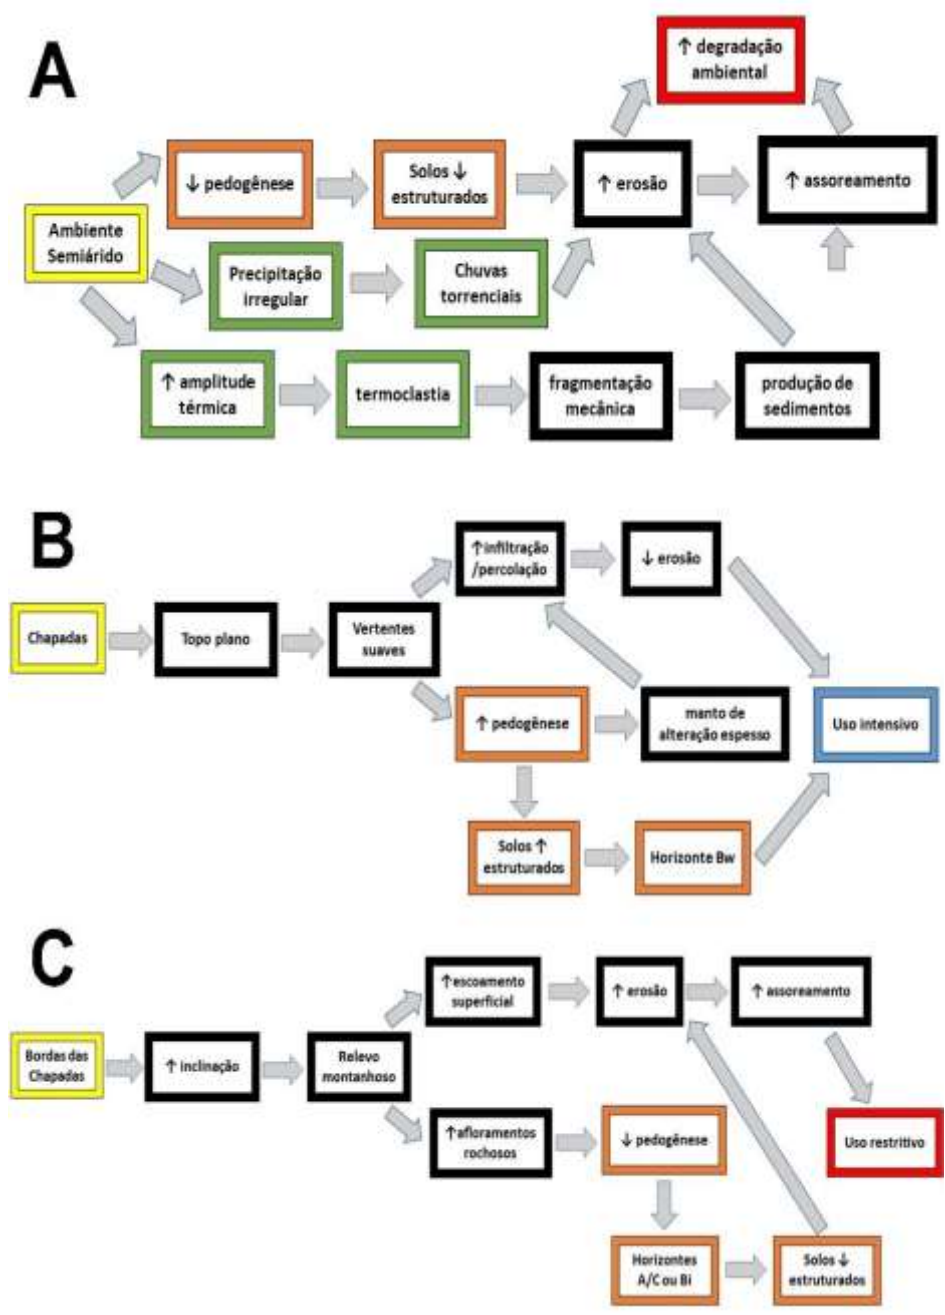 A
↑ degradação
ambiental
↓ pedogênese
Solos ↓
estruturados
↑ erosão
↑ assoreamento
Ambiente
Semiárido
Precipitação
irregular
Chuvas
torrenciais
↑ amplitude
térmica
termoclastia
fragmentação
mecânica
produção de
sedimentos
B
↑infiltração
/percolação
↓ erosão
Chapadas
Topo plano
Vertentes
suaves
↑ pedogênese
manto de
alteração espesso
Uso intensivo
Solos ↑
estruturados
Horizonte Bw
C
↑escoamento
superficial
↑ erosão
↑ assoreamento
Bordas das
Chapadas
↑ inclinação
Relevo
montanhoso
↑afloramentos
rochosos
↓ pedogênese
Uso restritivo
Horizontes
A/C ou Bi
Solos ↓
estruturados